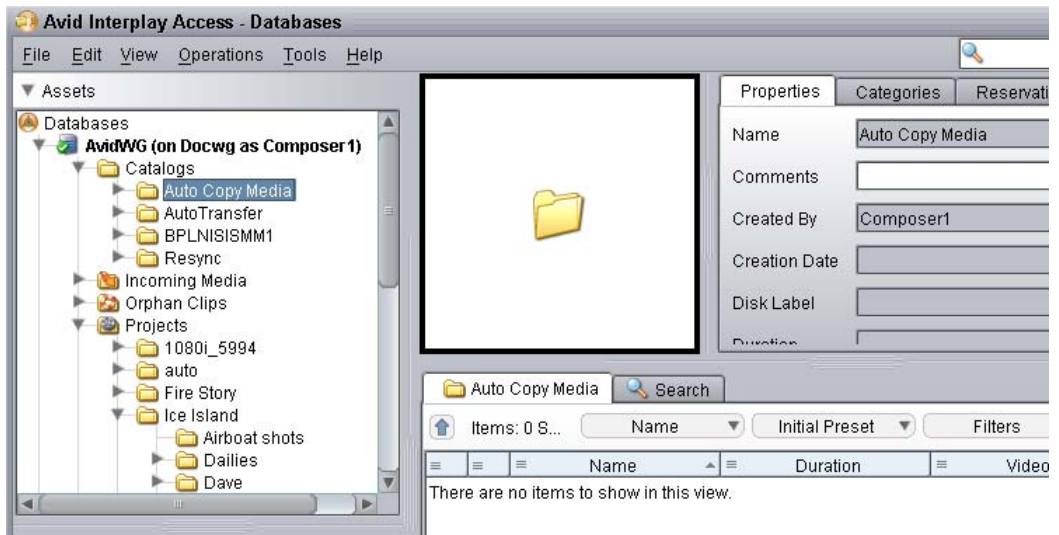 Avid Interplay Access - Databases
File Edit View Operations Tools Help
Assets
Databases
AvidWG (on Docwg as Composer1)
Catalogs
Auto Copy Media
AutoTransfer
BPLNISISMM1
Resync
Incoming Media
Orphan Clips
Projects
1080i_5994
auto
Fire Story
Ice Island
Airboat shots
Dailies
Dave
Properties Categories Reservati
Name Auto Copy Media
Comments
Created By Composer1
Creation Date
Disk Label
Duration
Auto Copy Media Search
Items: 0 S... Name Initial Preset Filters
Name Duration Video
There are no items to show in this view.